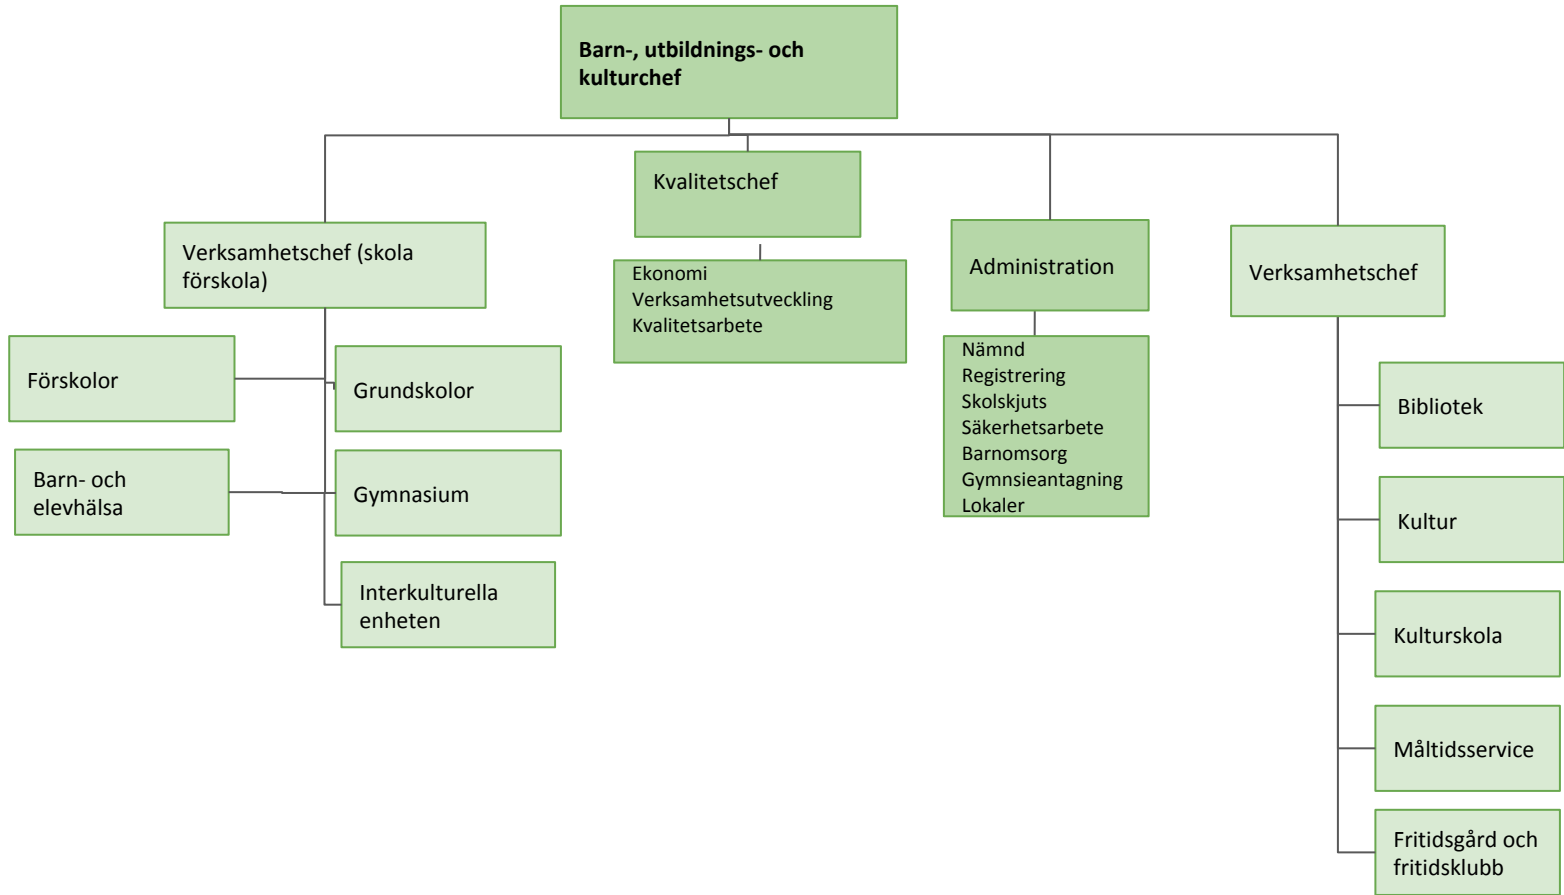 Barn-, utbildnings- och
kulturchef
Kvalitetschef
Verksamhetschef (skola
förskola)
Administration
Verksamhetschef
Ekonomi
Verksamhetsutveckling
Kvalitetsarbete
Nämnd
Registrering
Skolskjuts
Säkerhetsarbete
Barnomsorg
Gymnsieantagning
Lokaler
Förskolor
Grundskolor
Barn- och
elevhälsa
Gymnasium
Interkulturella
enheten
Bibliotek
Kultur
Kulturskola
Måltidsservice
Fritidsgård och
fritidsklubb